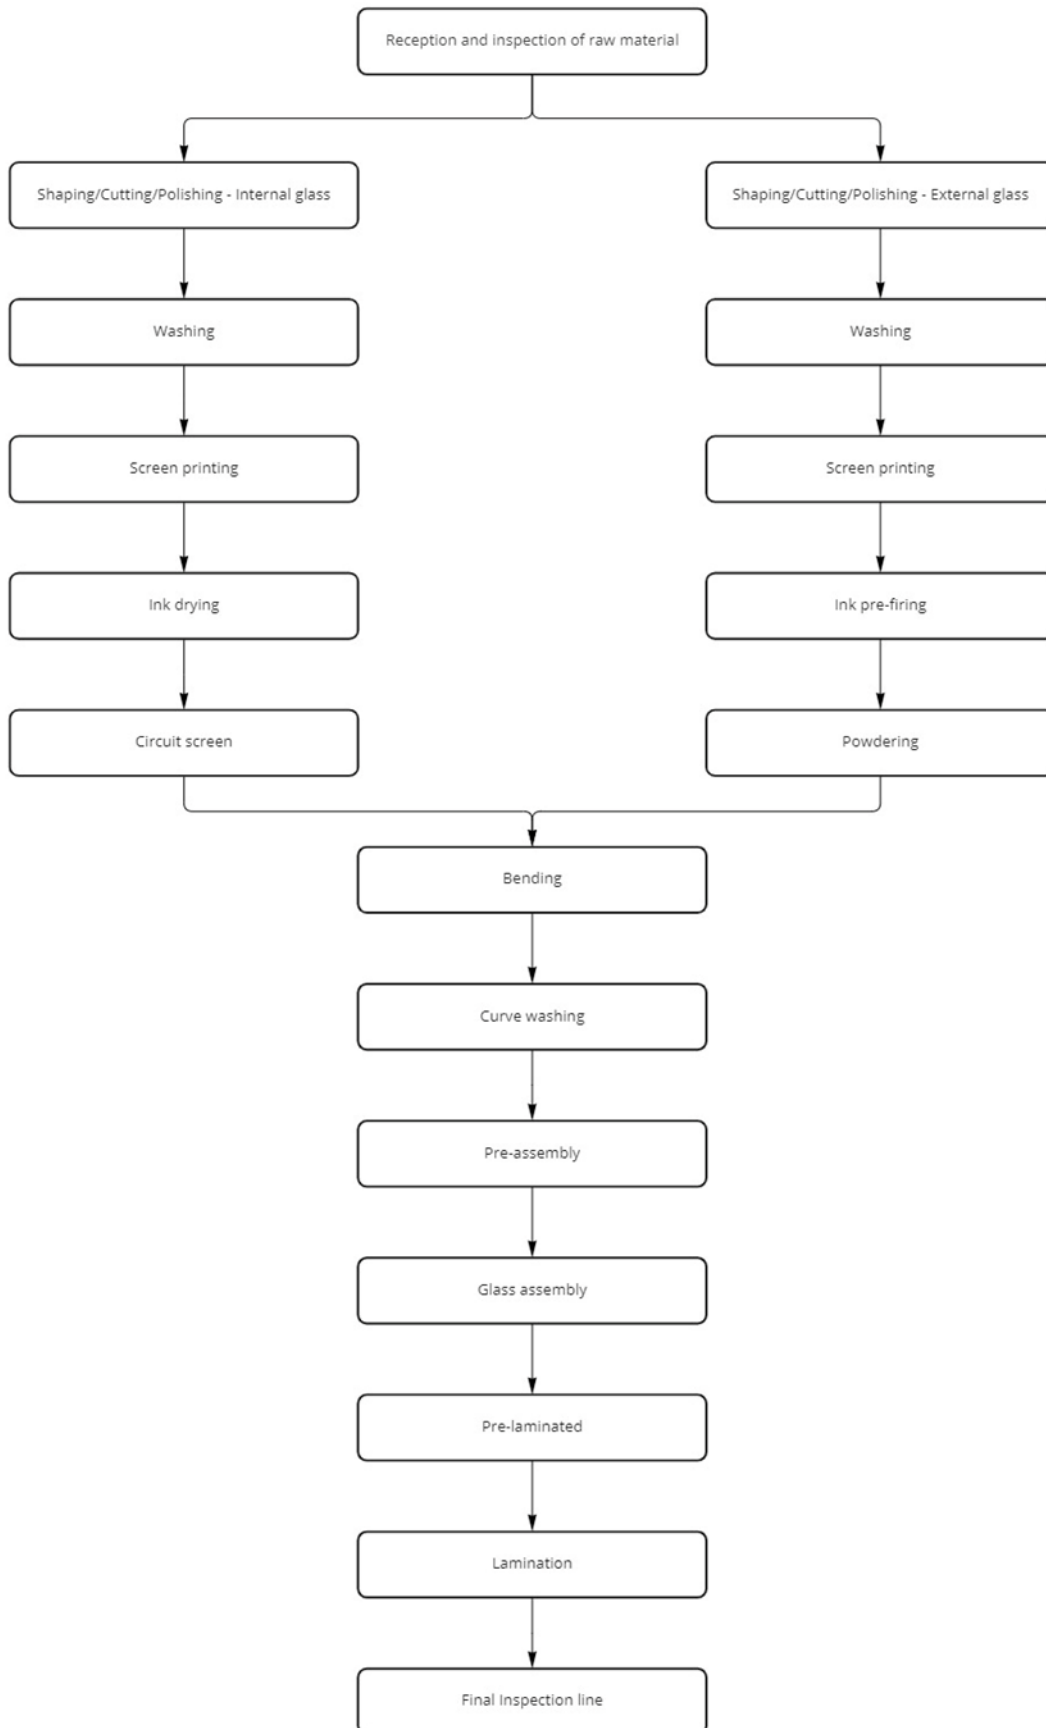 Reception and inspection of raw material
Shaping/Cutting/Polishing - Internal glass
Shaping/Cutting/Polishing - External glass
Washing
Washing
Screen printing
Screen printing
Ink drying
Ink pre-firing
Circuit screen
Powdering
Bending
Curve washing
Pre-assembly
Glass assembly
Pre-laminated
Lamination
Final Inspection line